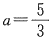 a = 5/3